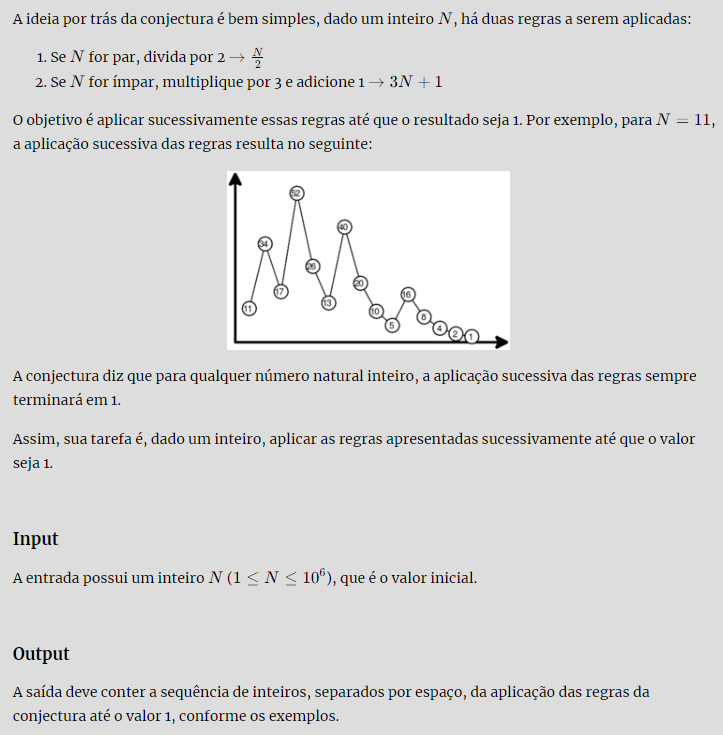 A ideia por trás da conjectura é bem simples, dado um inteiro N, há duas regras a serem aplicadas:
1. Se N for par, divida por 2 → N/2
2. Se N for ímpar, multiplique por 3 e adicione 1 → 3N + 1
O objetivo é aplicar sucessivamente essas regras até que o resultado seja 1. Por exemplo, para N = 11,
a aplicação sucessiva das regras resulta no seguinte:
11
34
17
52
26
13
40
20
10
5
16
8
4
2
1
A conjectura diz que para qualquer número natural inteiro, a aplicação sucessiva das regras sempre
terminará em 1.
Assim, sua tarefa é, dado um inteiro, aplicar as regras apresentadas sucessivamente até que o valor
seja 1.
Input
A entrada possui um inteiro N (1 ≤ N ≤ 10⁶), que é o valor inicial.
Output
A saída deve conter a sequência de inteiros, separados por espaço, da aplicação das regras da
conjectura até o valor 1, conforme os exemplos.